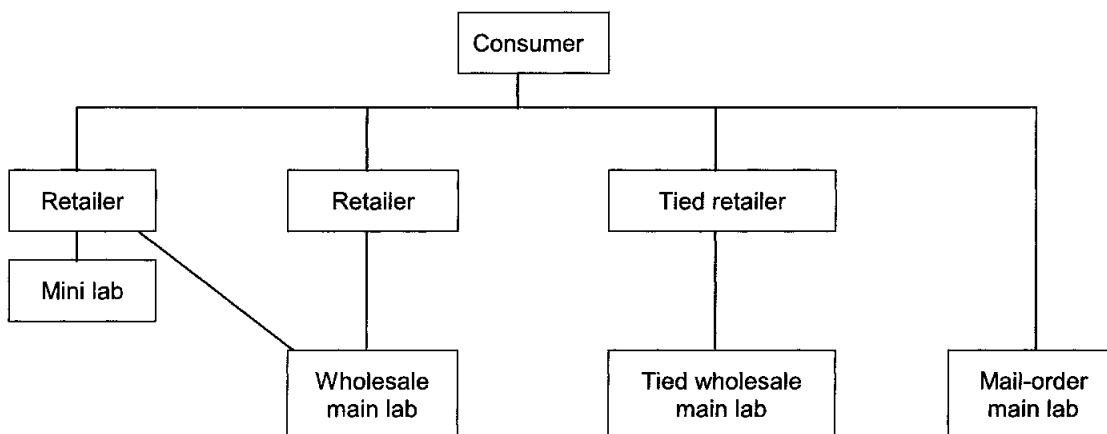 Consumer
Retailer
Retailer
Tied retailer
Mini lab
Wholesale
main lab
Tied wholesale
main lab
Mail-order
main lab